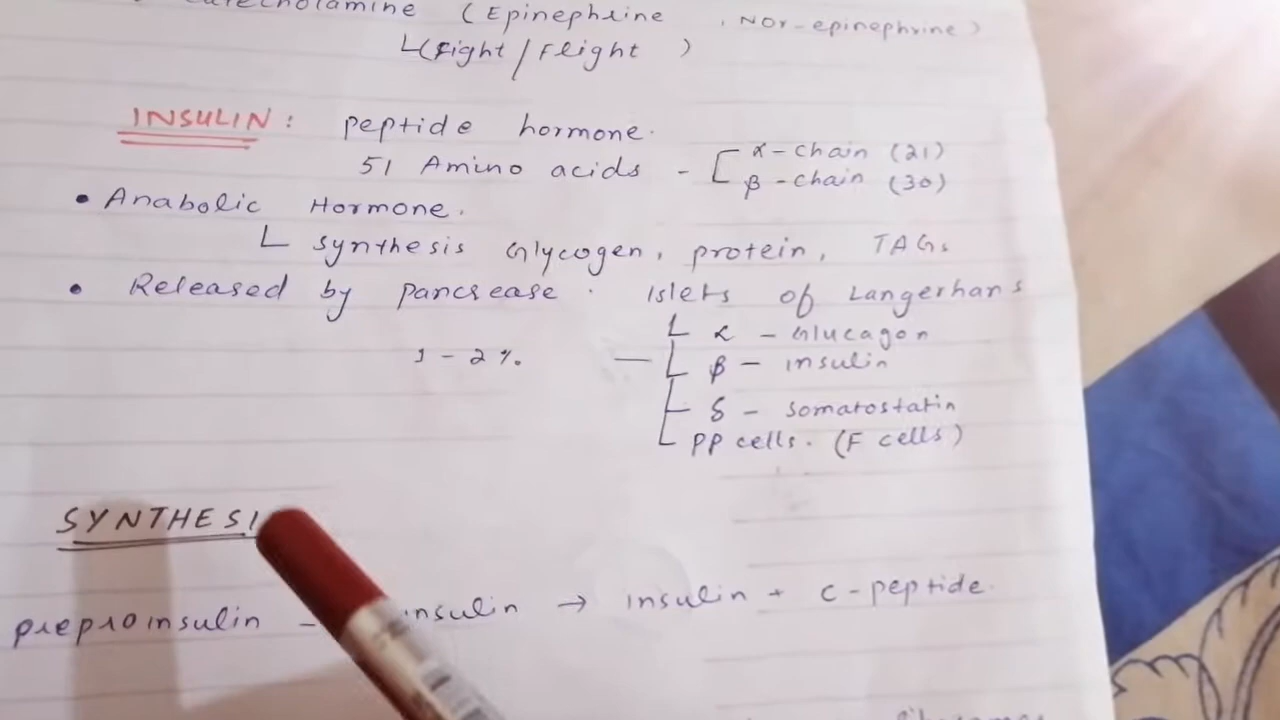 catecholamine (Epinephrine , Nor-epinephrine)
(Fight/Flight)
INSULIN: peptide hormone.
51 Amino acids - α-chain (21)
β-chain (30)
• Anabolic Hormone.
synthesis Glycogen, protein, TAGs
• Released by pancrease. Islets of Langerhans
α - Glucagon
1-2%. — β - insulin
δ - somatostatin
PP cells. (F cells)
SYNTHESI
preproinsulin - insulin → insulin + c-peptide.